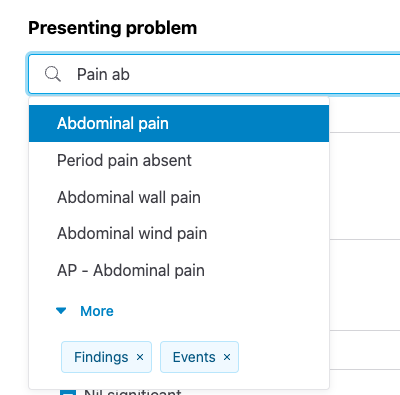 Presenting problem
Pain ab
Abdominal pain
Period pain absent
Abdominal wall pain
Abdominal wind pain
AP - Abdominal pain
More
Findings × Events ×
Nil significant